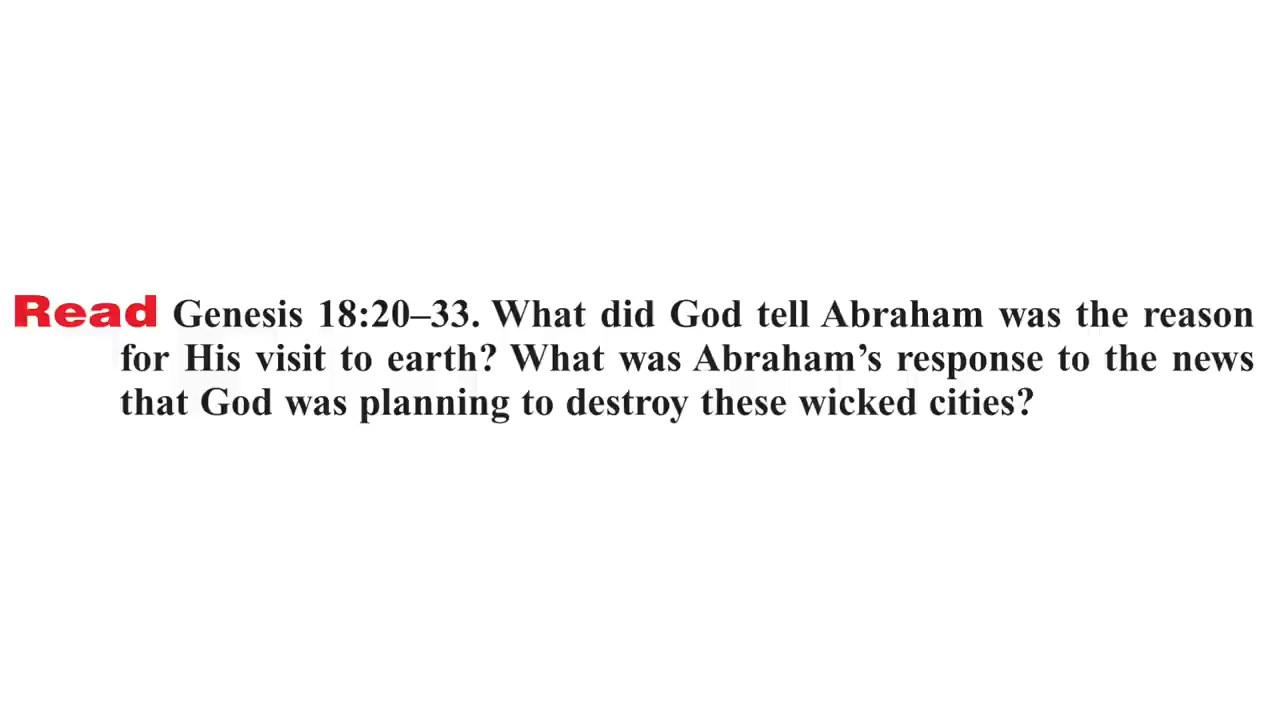 Read Genesis 18:20–33. What did God tell Abraham was the reason
for His visit to earth? What was Abraham’s response to the news
that God was planning to destroy these wicked cities?